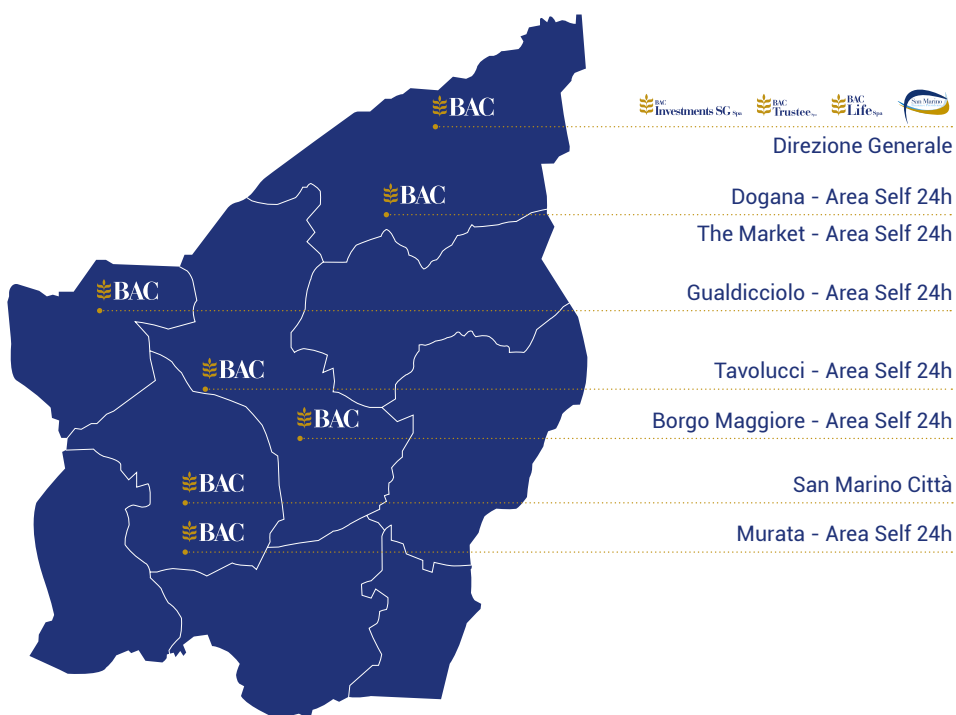 BAC
BAC Investments SG Spa
BAC Trustee
BAC Life Spa
San Marino
Direzione Generale
BAC
Dogana - Area Self 24h
The Market - Area Self 24h
BAC
Gualdicciolo - Area Self 24h
BAC
Tavolucci - Area Self 24h
BAC
Borgo Maggiore - Area Self 24h
BAC
San Marino Città
BAC
Murata - Area Self 24h